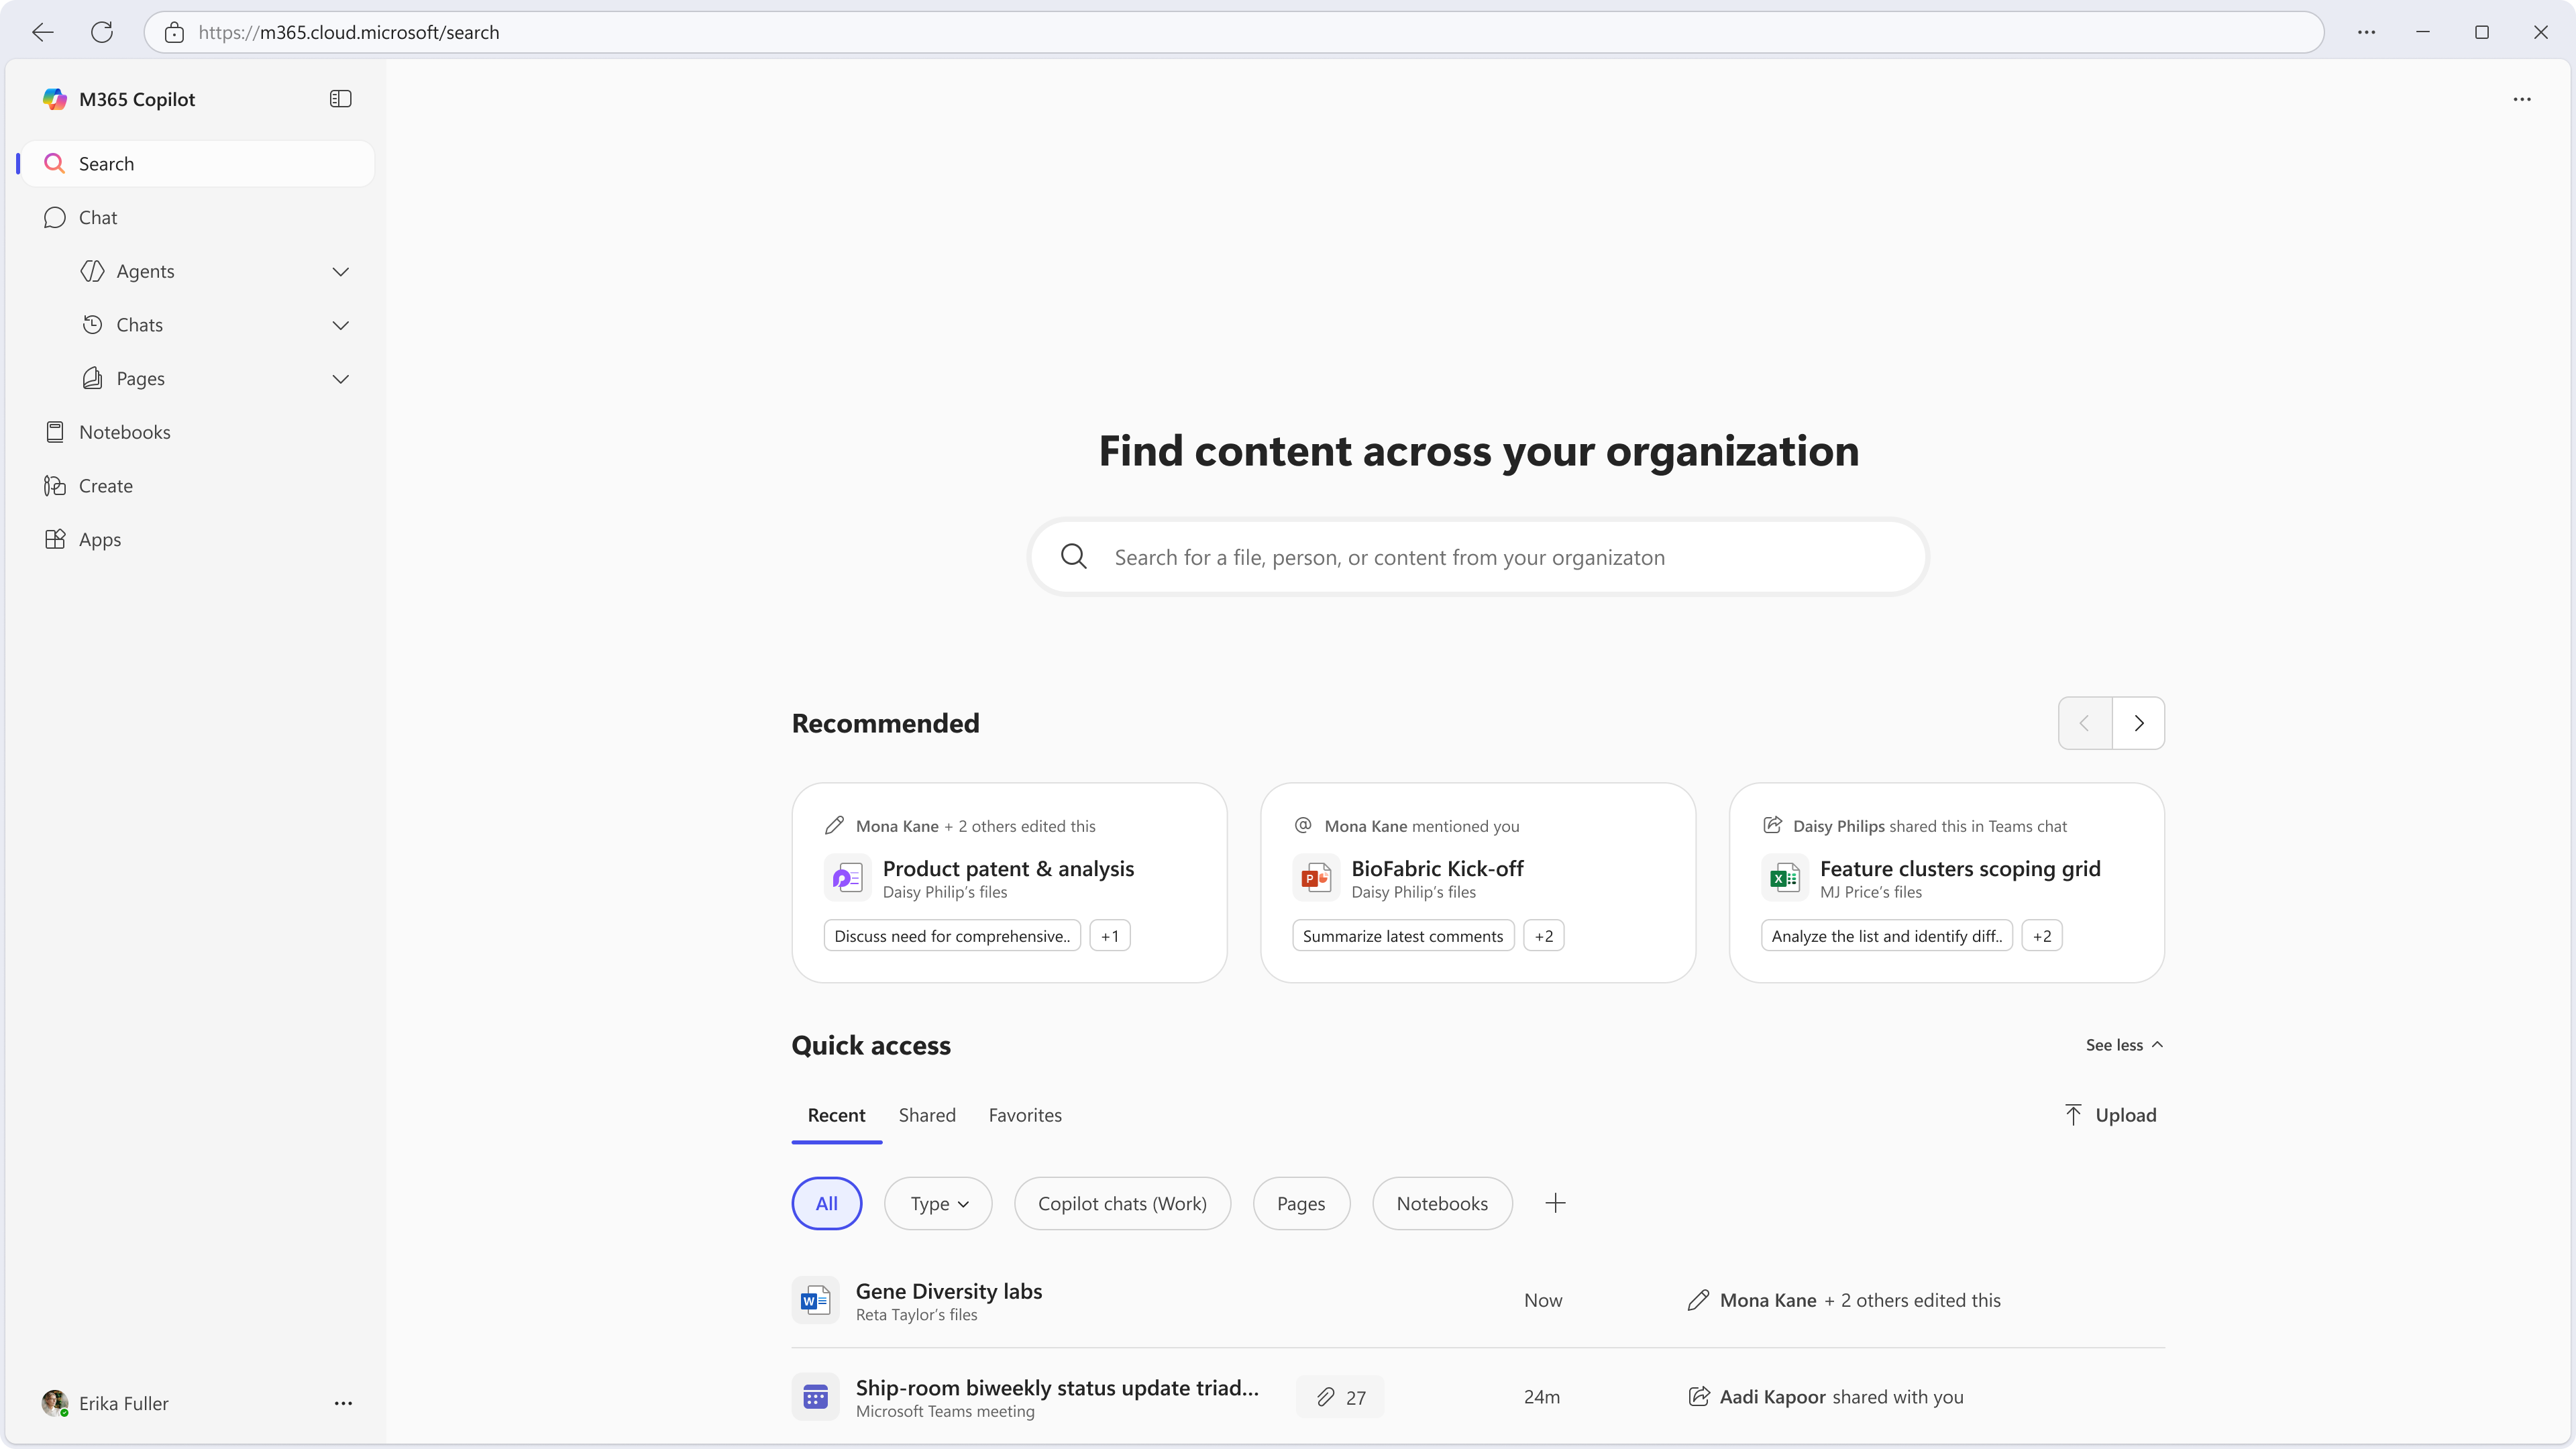 https://m365.cloud.microsoft/search
M365 Copilot
Search
Chat
Agents
Chats
Pages
Notebooks
Create
Apps
Find content across your organization
Search for a file, person, or content from your organizaton
Recommended
Mona Kane + 2 others edited this
Product patent & analysis
Daisy Philip's files
Discuss need for comprehensive.. +1
@ Mona Kane mentioned you
BioFabric Kick-off
Daisy Philip's files
Summarize latest comments +2
Daisy Philips shared this in Teams chat
Feature clusters scoping grid
MJ Price's files
Analyze the list and identify diff.. +2
Quick access
See less
Recent Shared Favorites
Upload
All Type Copilot chats (Work) Pages Notebooks
Gene Diversity labs
Reta Taylor's files
Now
Mona Kane + 2 others edited this
Ship-room biweekly status update triad...
Microsoft Teams meeting
27
24m
Aadi Kapoor shared with you
Erika Fuller